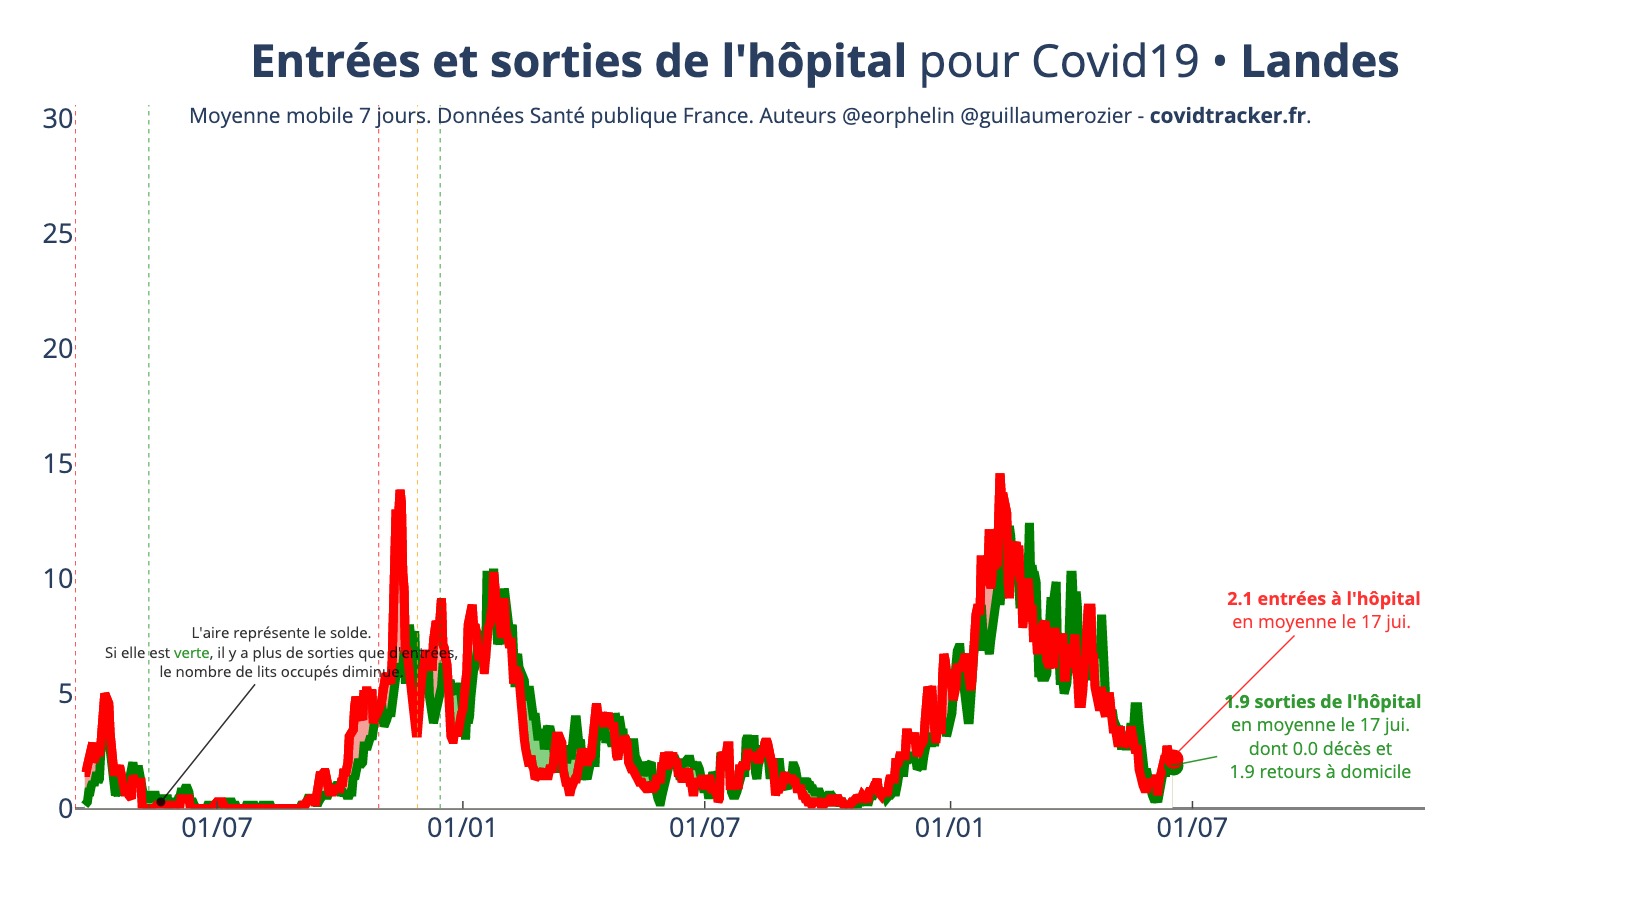 Entrées et sorties de l'hôpital pour Covid19 • Landes
Moyenne mobile 7 jours. Données Santé publique France. Auteurs @eorphelin @guillaumerozier - covidtracker.fr.
30
25
20
15
10
5
0
L'aire représente le solde.
Si elle est verte, il y a plus de sorties que d'entrées,
le nombre de lits occupés diminue.
2.1 entrées à l'hôpital
en moyenne le 17 jui.
1.9 sorties de l'hôpital
en moyenne le 17 jui.
dont 0.0 décès et
1.9 retours à domicile
01/07
01/01
01/07
01/01
01/07